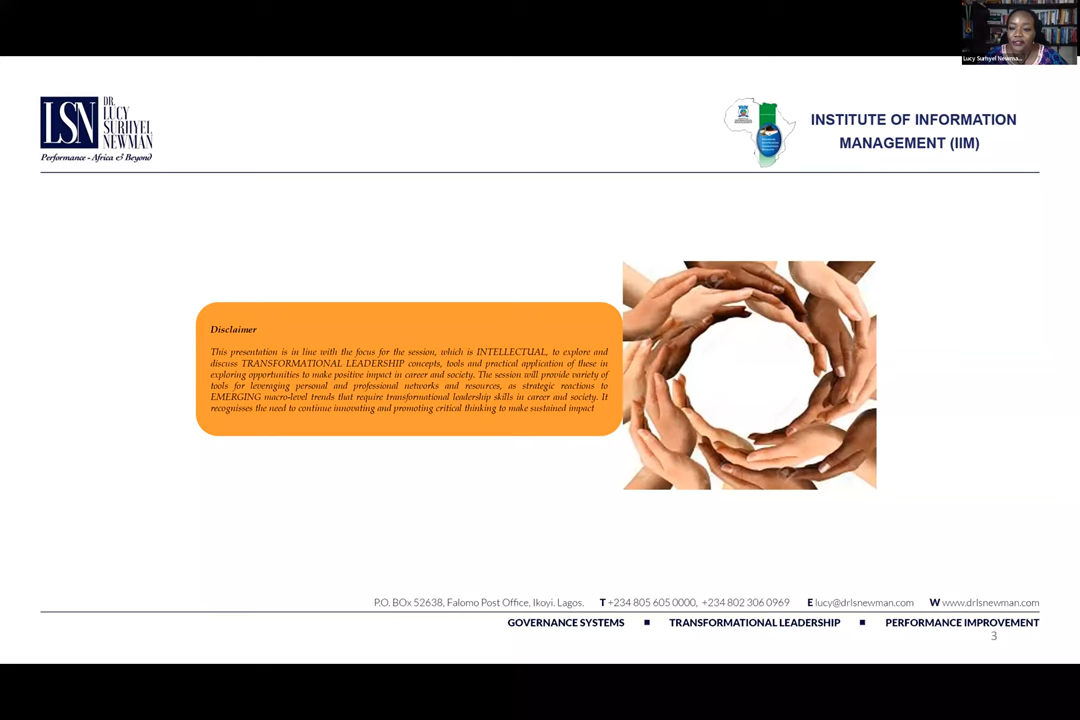 Lucy Surhyel Newma...
LSN
DR.
LUCY
SURHYEL
NEWMAN
Performance - Africa & Beyond
INSTITUTE OF INFORMATION
MANAGEMENT (IIM)
Disclaimer
This presentation is in line with the focus for the session, which is INTELLECTUAL, to explore and
discuss TRANSFORMATIONAL LEADERSHIP concepts, tools and practical application of these in
exploring opportunities to make positive impact in career and society. The session will provide variety of
tools for leveraging personal and professional networks and resources, as strategic reactions to
EMERGING macro-level trends that require transformational leadership skills in career and society. It
recognisses the need to continue innovating and promoting critical thinking to make sustained impact
P.O. BOx 52638, Falomo Post Office, Ikoyi. Lagos. T +234 805 605 0000, +234 802 306 0969 E lucy@drlsnewman.com W www.drlsnewman.com
GOVERNANCE SYSTEMS ■ TRANSFORMATIONAL LEADERSHIP ■ PERFORMANCE IMPROVEMENT
3